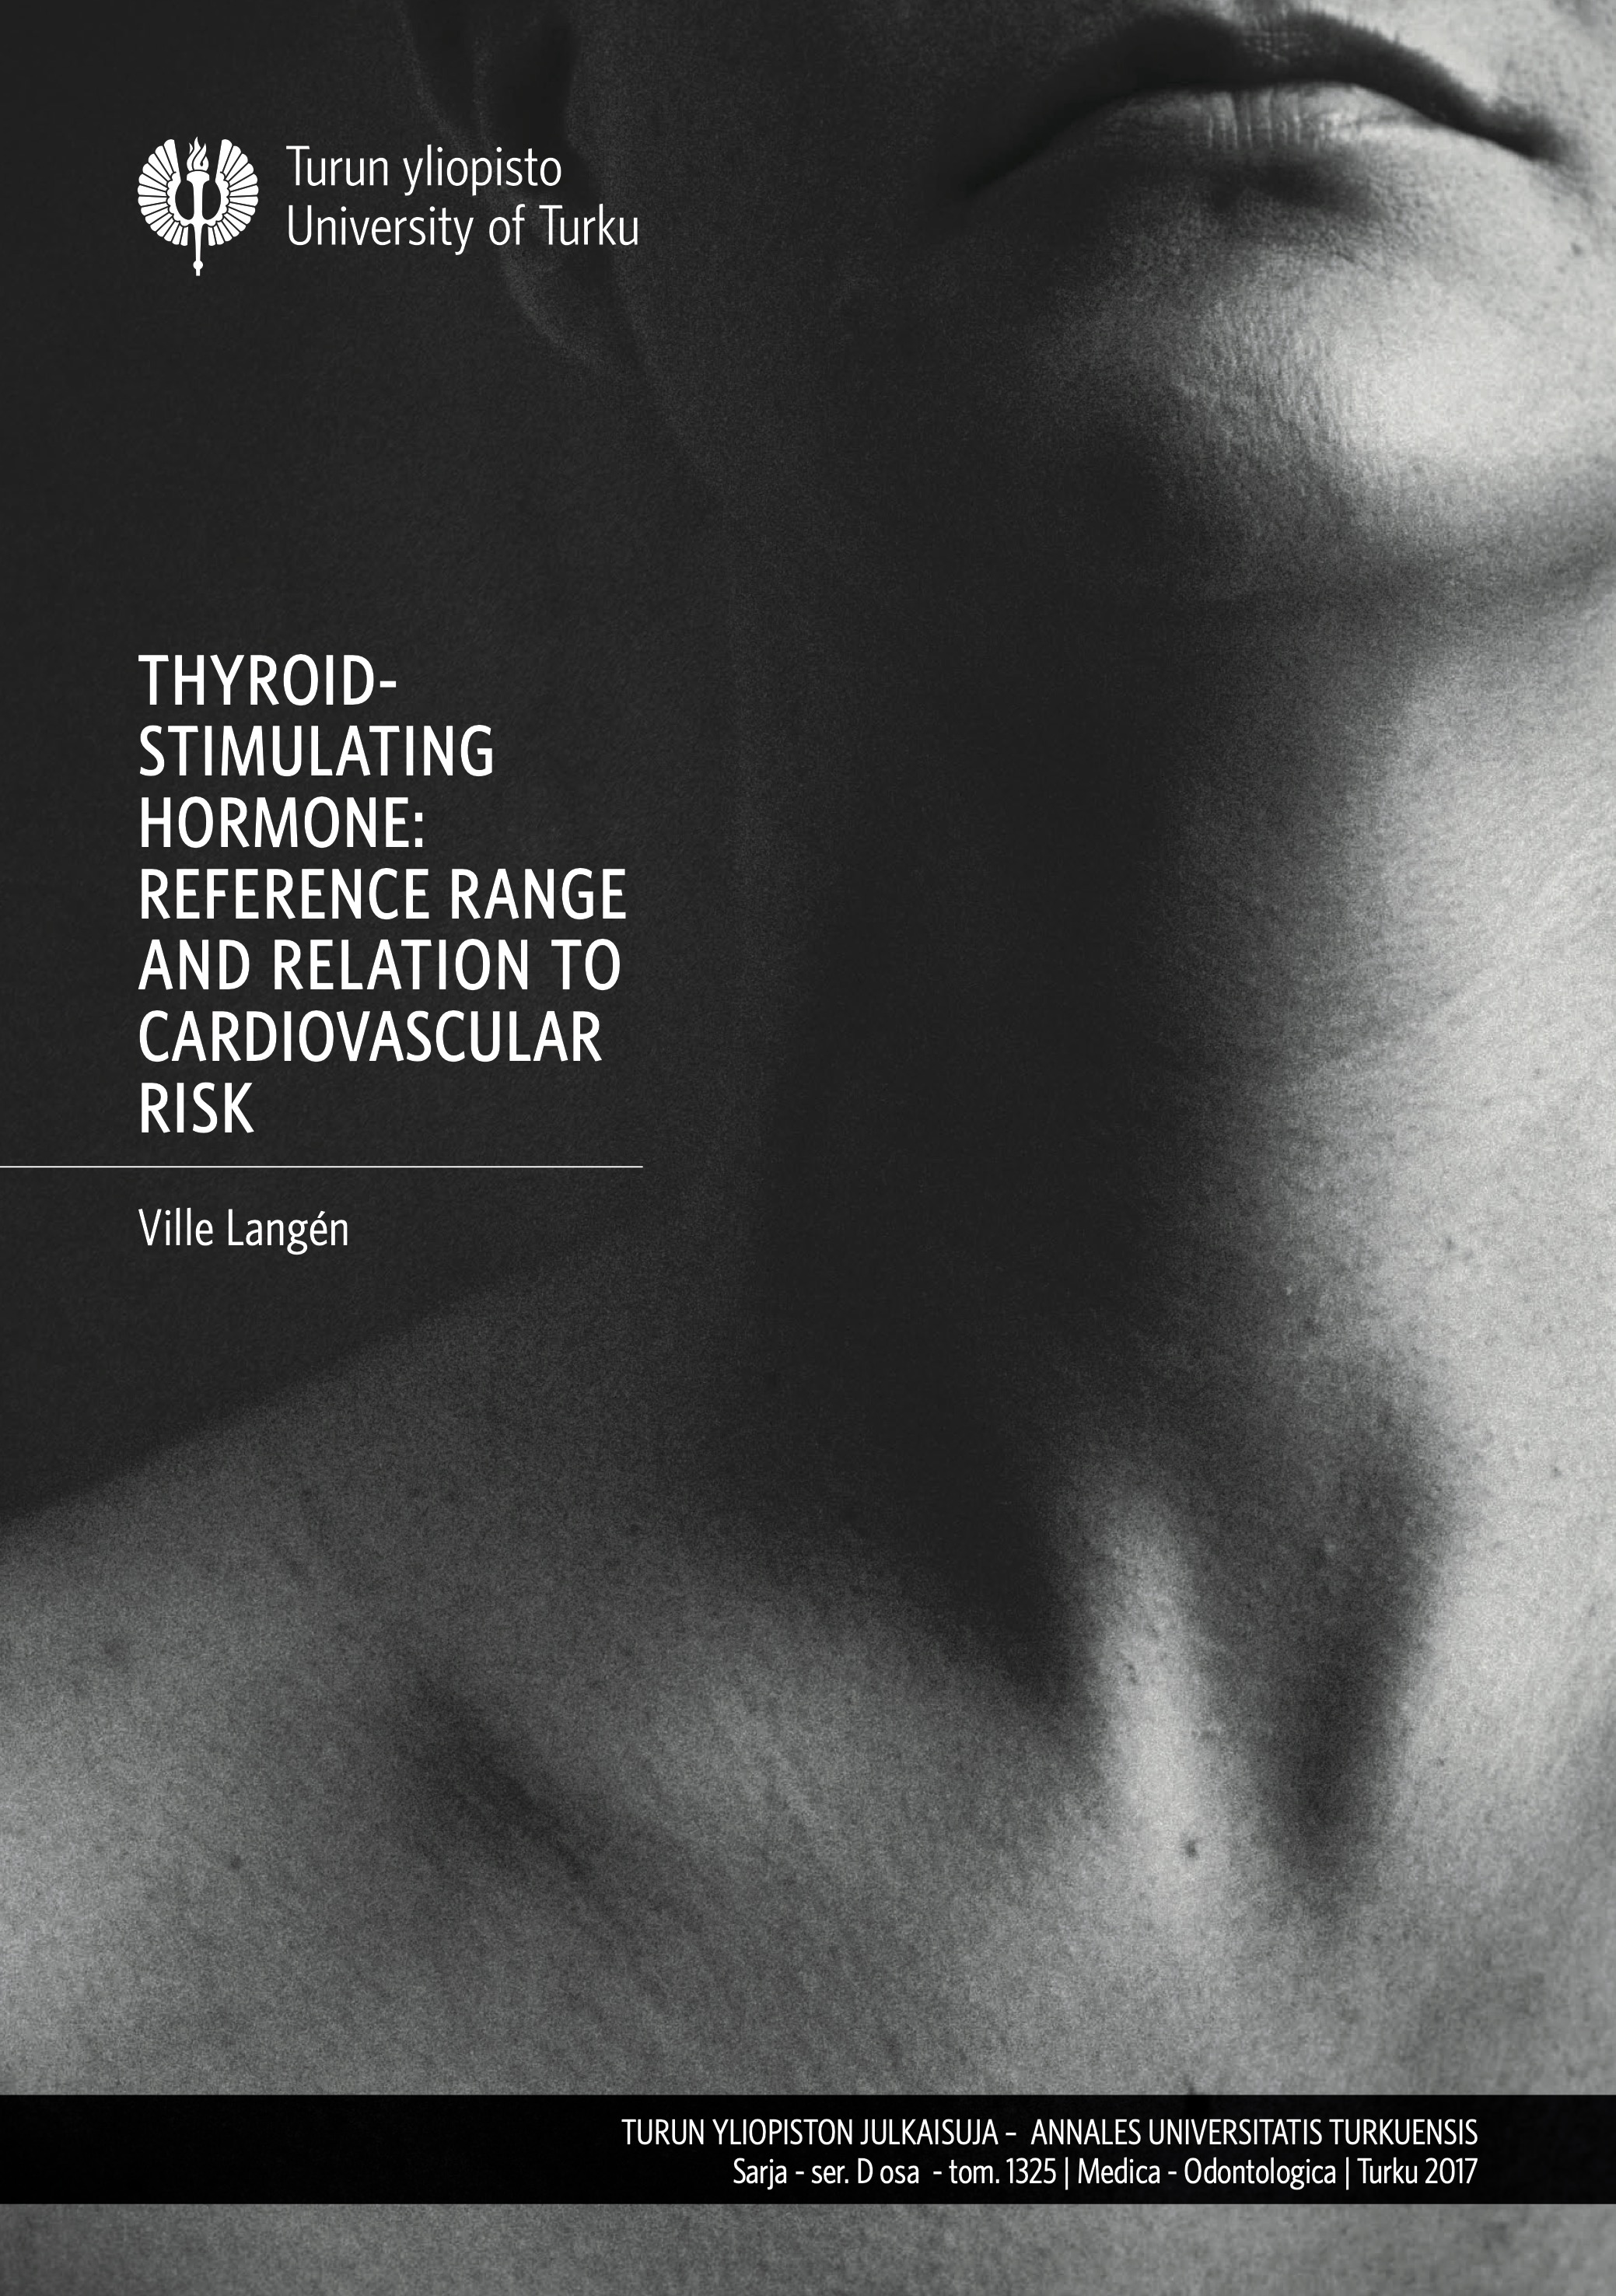 Turun yliopisto
University of Turku
THYROID-
STIMULATING
HORMONE:
REFERENCE RANGE
AND RELATION TO
CARDIOVASCULAR
RISK
Ville Langén
TURUN YLIOPISTON JULKAISUJA – ANNALES UNIVERSITATIS TURKUENSIS
Sarja - ser. D osa - tom. 1325 | Medica - Odontologica | Turku 2017